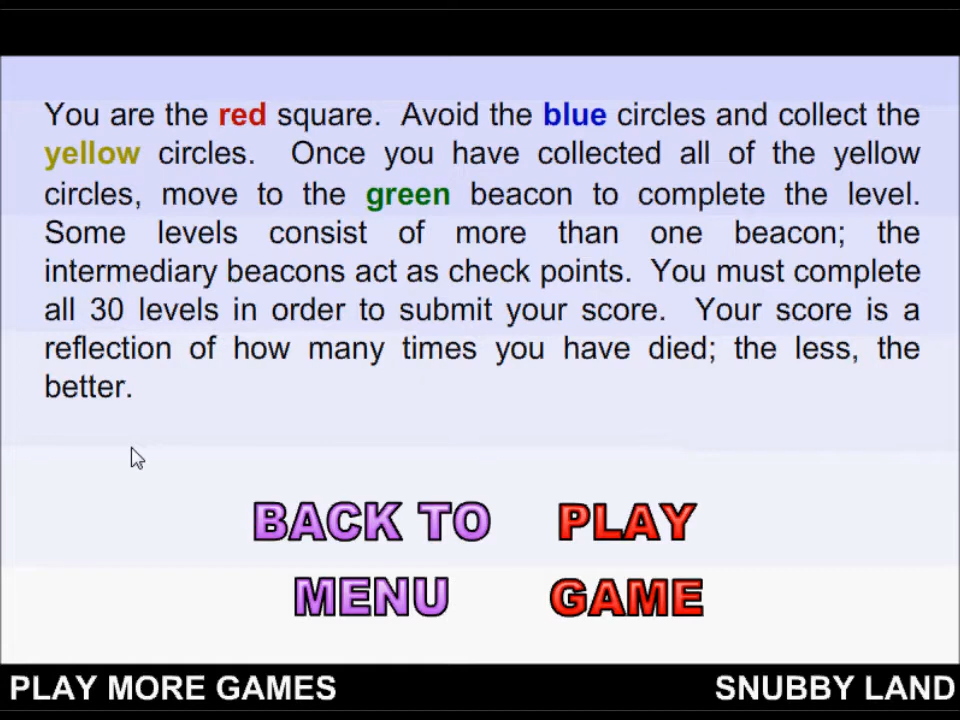 You are the red square. Avoid the blue circles and collect the
yellow circles. Once you have collected all of the yellow
circles, move to the green beacon to complete the level.
Some levels consist of more than one beacon; the
intermediary beacons act as check points. You must complete
all 30 levels in order to submit your score. Your score is a
reflection of how many times you have died; the less, the
better.
BACK TO
MENU
PLAY
GAME
PLAY MORE GAMES
SNUBBY LAND